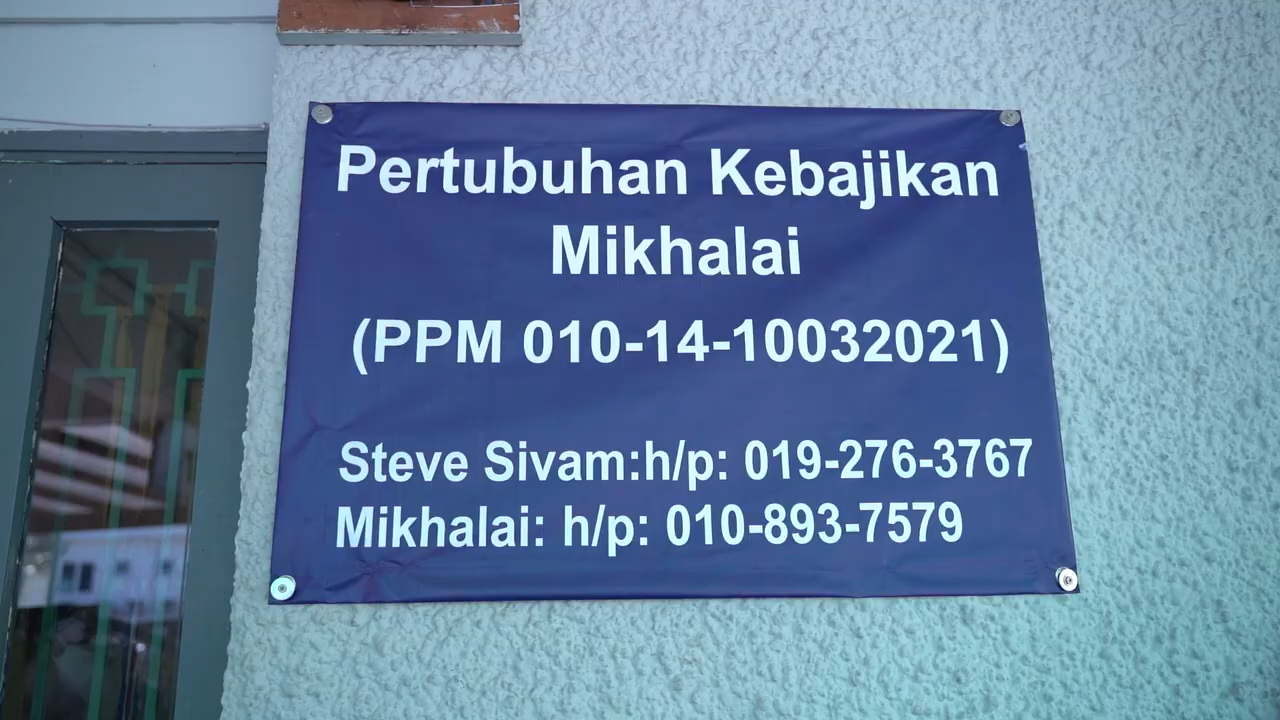 Pertubuhan Kebajikan
Mikhalai
(PPM 010-14-10032021)
Steve Sivam:h/p: 019-276-3767
Mikhalai: h/p: 010-893-7579